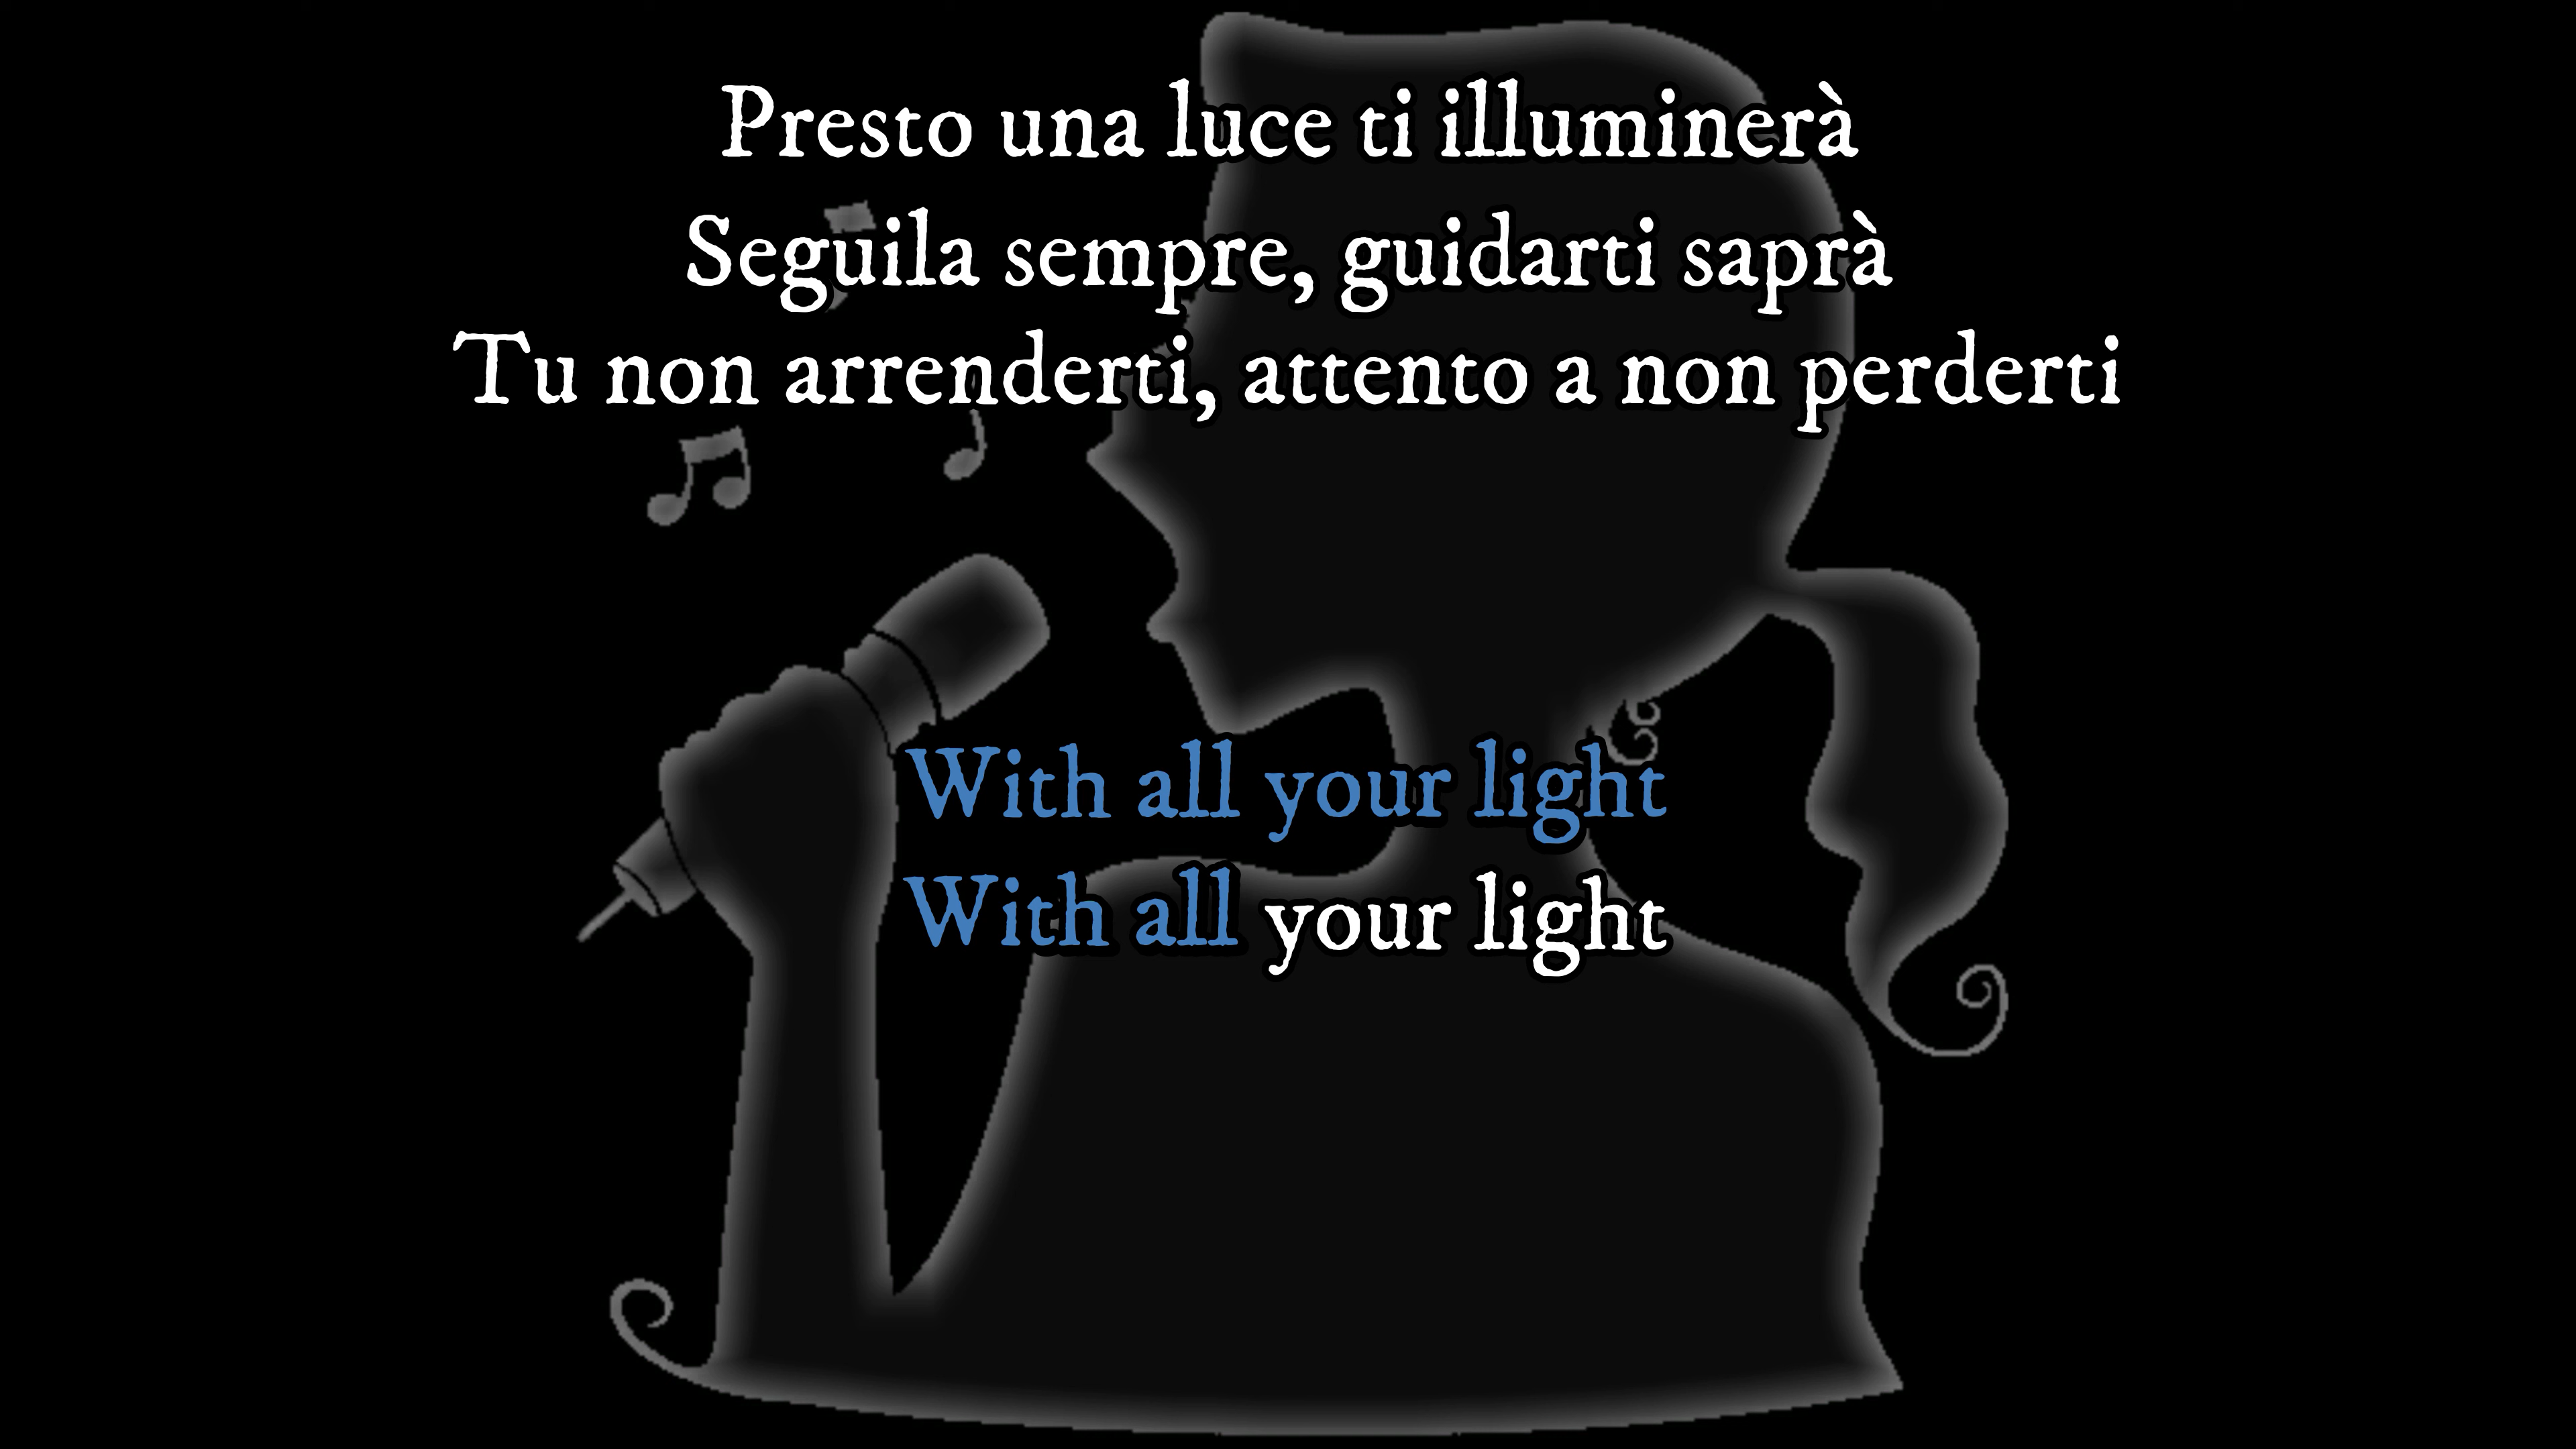 Presto una luce ti illuminerà
Seguila sempre, guidarti saprà
Tu non arrenderti, attento a non perderti
With all your light
With all your light